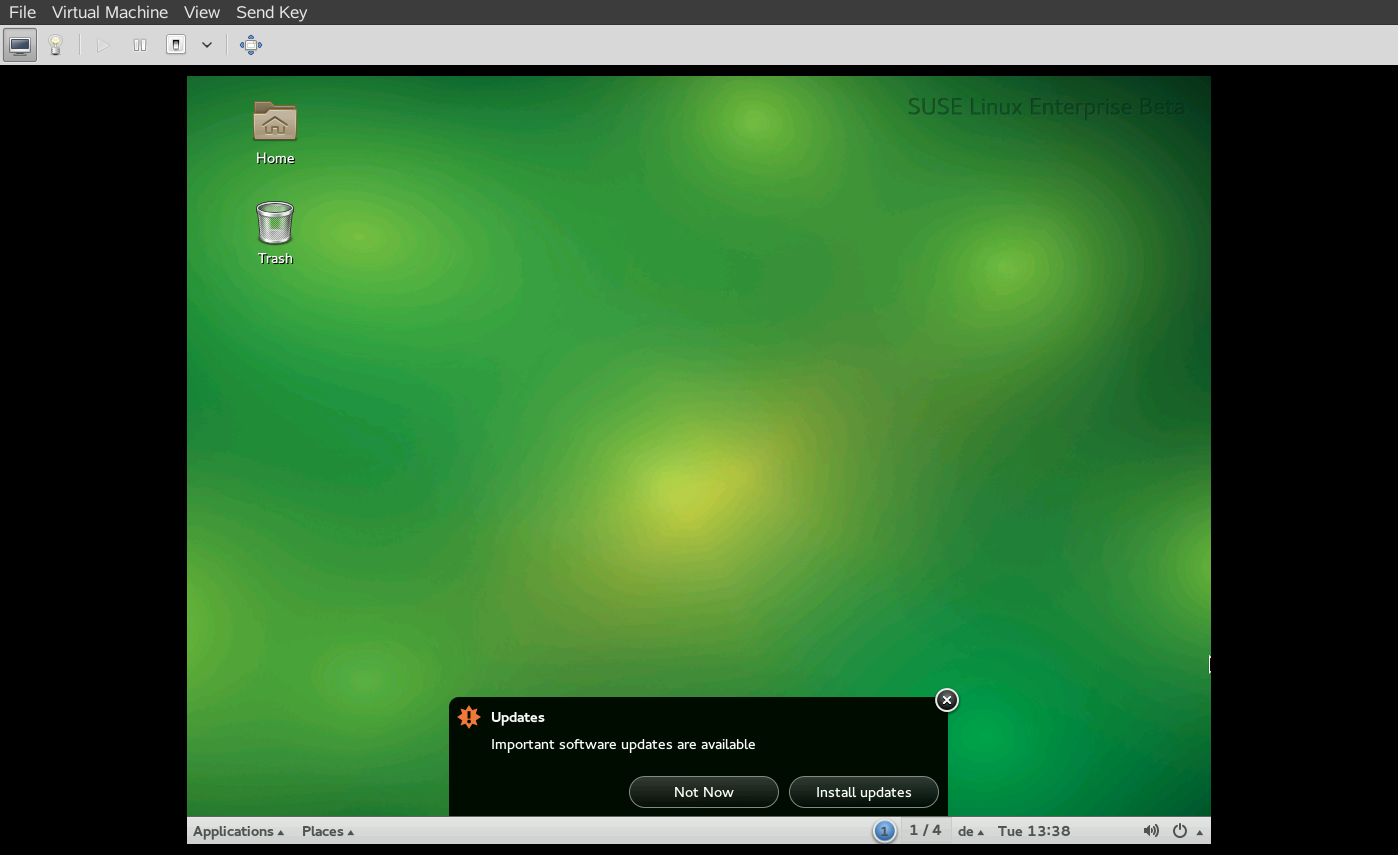 File Virtual Machine View Send Key
SUSE Linux Enterprise Beta
Home
Trash
Updates
Important software updates are available
Not Now Install updates
Applications Places 1 1 / 4 de Tue 13:38